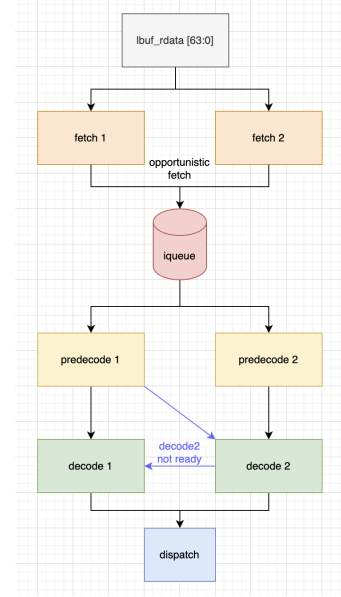 lbuf_rdata [63:0]
fetch 1
fetch 2
opportunistic
fetch
iqueue
predecode 1
predecode 2
decode2
not ready
decode 1
decode 2
dispatch